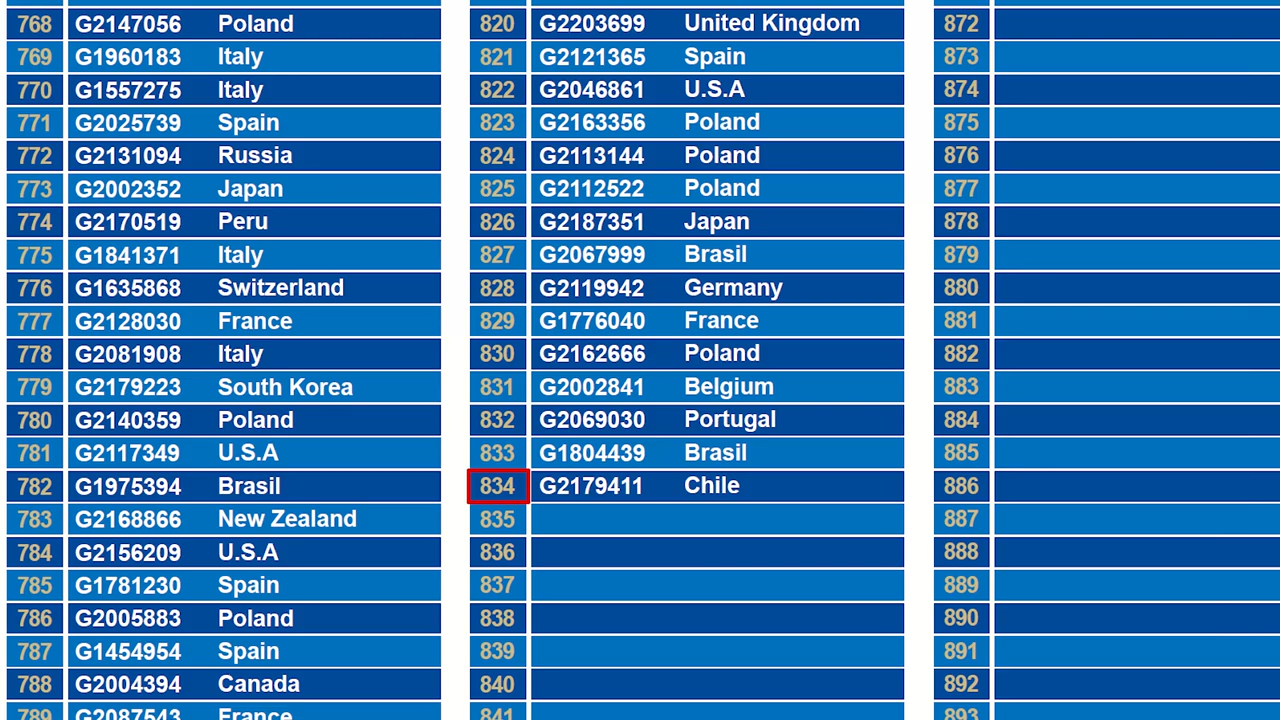 768 G2147056 Poland
769 G1960183 Italy
770 G1557275 Italy
771 G2025739 Spain
772 G2131094 Russia
773 G2002352 Japan
774 G2170519 Peru
775 G1841371 Italy
776 G1635868 Switzerland
777 G2128030 France
778 G2081908 Italy
779 G2179223 South Korea
780 G2140359 Poland
781 G2117349 U.S.A
782 G1975394 Brasil
783 G2168866 New Zealand
784 G2156209 U.S.A
785 G1781230 Spain
786 G2005883 Poland
787 G1454954 Spain
788 G2004394 Canada
789 G2087543 France
820 G2203699 United Kingdom
821 G2121365 Spain
822 G2046861 U.S.A
823 G2163356 Poland
824 G2113144 Poland
825 G2112522 Poland
826 G2187351 Japan
827 G2067999 Brasil
828 G2119942 Germany
829 G1776040 France
830 G2162666 Poland
831 G2002841 Belgium
832 G2069030 Portugal
833 G1804439 Brasil
834 G2179411 Chile
835
836
837
838
839
840
841
872
873
874
875
876
877
878
879
880
881
882
883
884
885
886
887
888
889
890
891
892
893